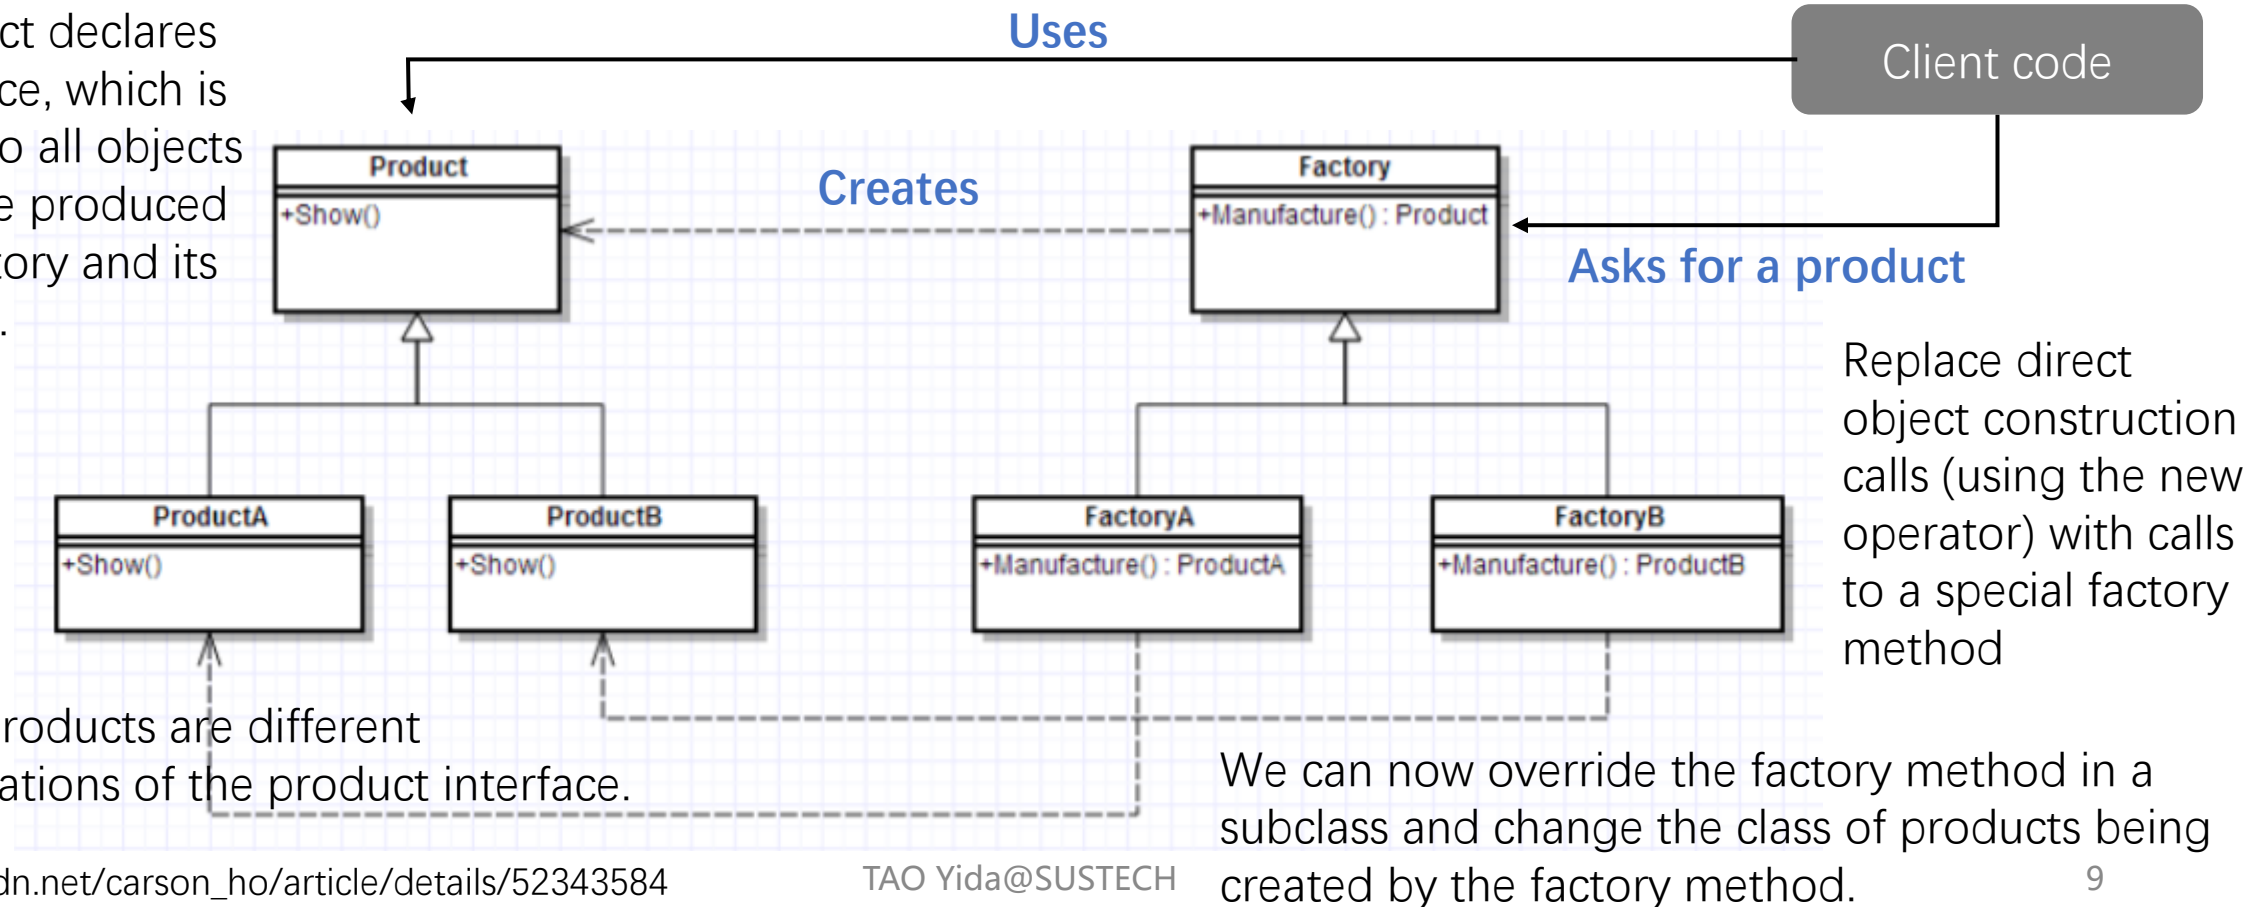 ct declares
ce, which is
o all objects
e produced
tory and its
.
Uses
Client code
Product
+Show()
Creates
Factory
+Manufacture() : Product
Asks for a product
Replace direct
object construction
calls (using the new
operator) with calls
to a special factory
method
ProductA
+Show()
ProductB
+Show()
FactoryA
+Manufacture() : ProductA
FactoryB
+Manufacture() : ProductB
roducts are different
ations of the product interface.
We can now override the factory method in a
subclass and change the class of products being
created by the factory method.
dn.net/carson_ho/article/details/52343584
TAO Yida@SUSTECH
9